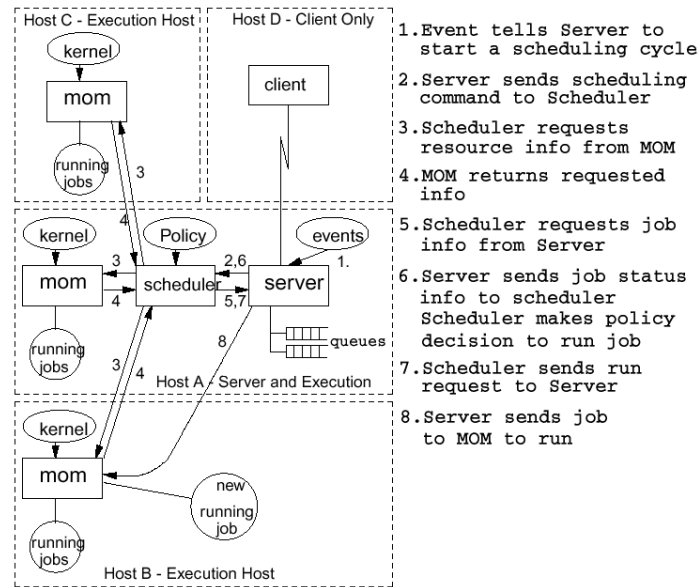 Host C - Execution Host
kernel
mom
running
jobs
3
4
Host D - Client Only
client
kernel
mom
running
jobs
3
4
Policy
scheduler
2,6
5,7
events
1.
server
queues
8
3
4
Host A - Server and Execution
kernel
mom
running
jobs
new
running
job
Host B - Execution Host
1.Event tells Server to
start a scheduling cycle
2.Server sends scheduling
command to Scheduler
3.Scheduler requests
resource info from MOM
4.MOM returns requested
info
5.Scheduler requests job
info from Server
6.Server sends job status
info to scheduler
Scheduler makes policy
decision to run job
7.Scheduler sends run
request to Server
8.Server sends job
to MOM to run